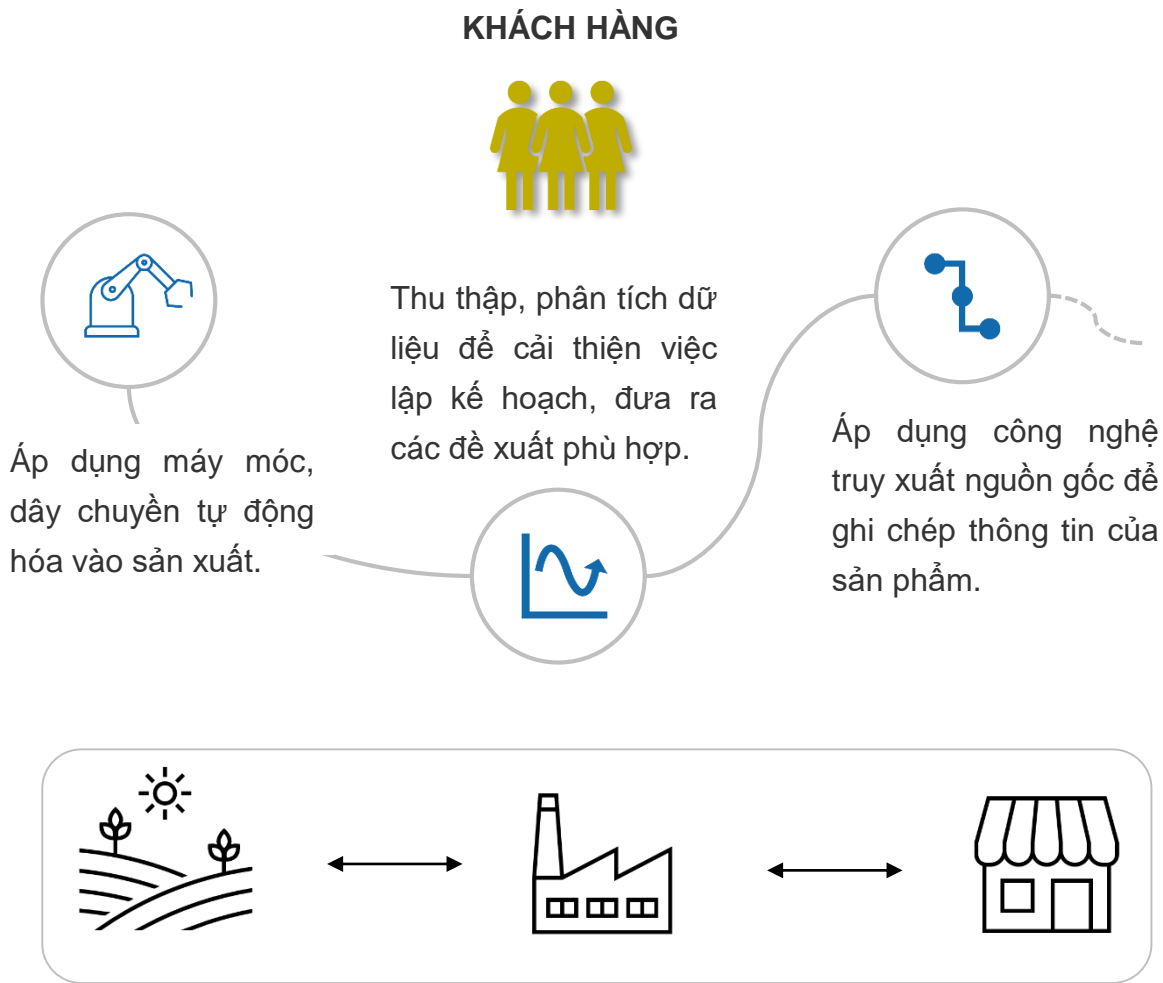 KHÁCH HÀNG
Áp dụng máy móc,
dây chuyền tự động
hóa vào sản xuất.
Thu thập, phân tích dữ
liệu để cải thiện việc
lập kế hoạch, đưa ra
các đề xuất phù hợp.
Áp dụng công nghệ
truy xuất nguồn gốc để
ghi chép thông tin của
sản phẩm.